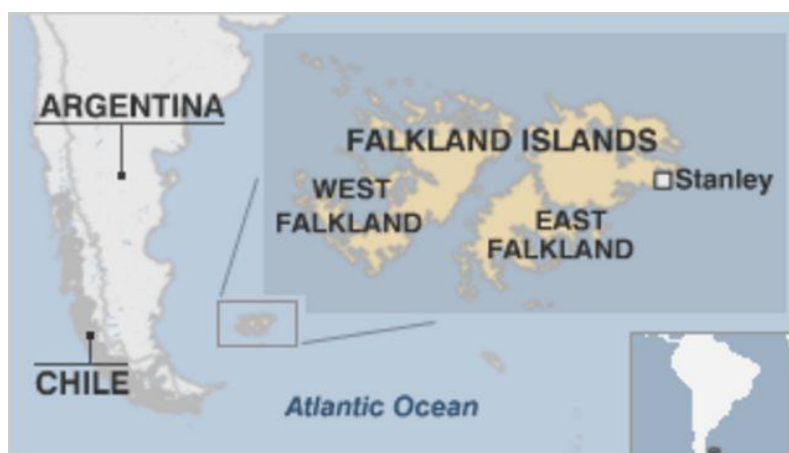 ARGENTINA
FALKLAND ISLANDS
WEST
FALKLAND
Stanley
EAST
FALKLAND
CHILE
Atlantic Ocean